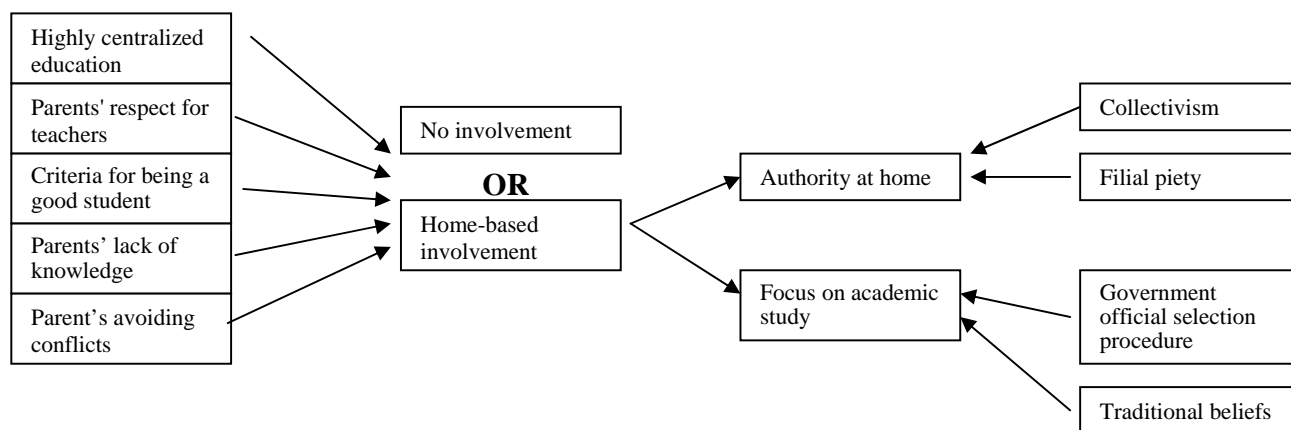 Highly centralized
education
Parents' respect for
teachers
Criteria for being a
good student
Parents’ lack of
knowledge
Parent’s avoiding
conflicts
No involvement
OR
Home-based
involvement
Authority at home
Focus on academic
study
Collectivism
Filial piety
Government
official selection
procedure
Traditional beliefs